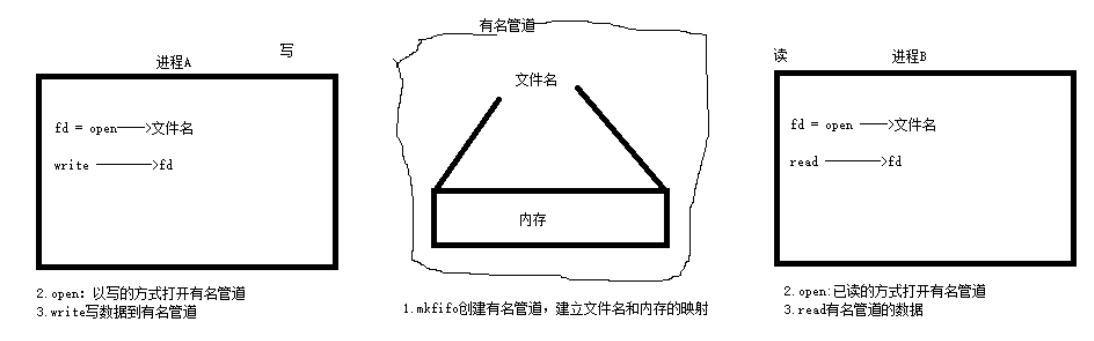 有名管道
写
进程A
读
进程B
文件名
fd = open——>文件名
write ———>fd
fd = open ——>文件名
read ———>fd
内存
2.open: 以写的方式打开有名管道
3.write写数据到有名管道
1.mkfifo创建有名管道，建立文件名和内存的映射
2.open:已读的方式打开有名管道
3.read有名管道的数据